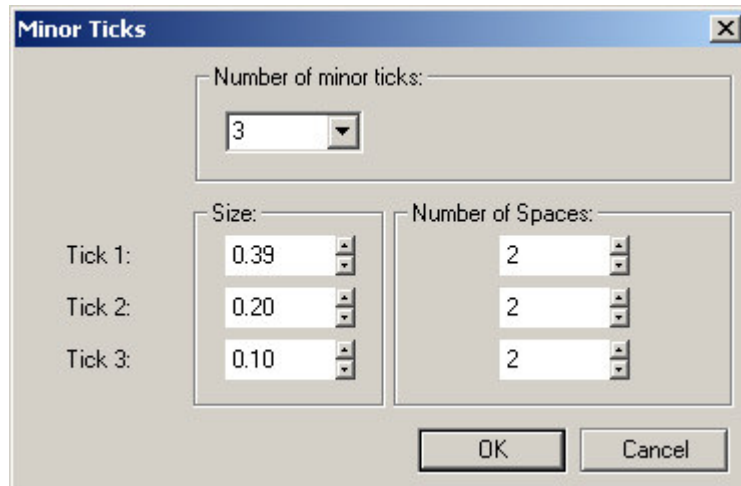 Minor Ticks
Number of minor ticks:
3
Size:
Number of Spaces:
Tick 1:
0.39
2
Tick 2:
0.20
2
Tick 3:
0.10
2
OK
Cancel